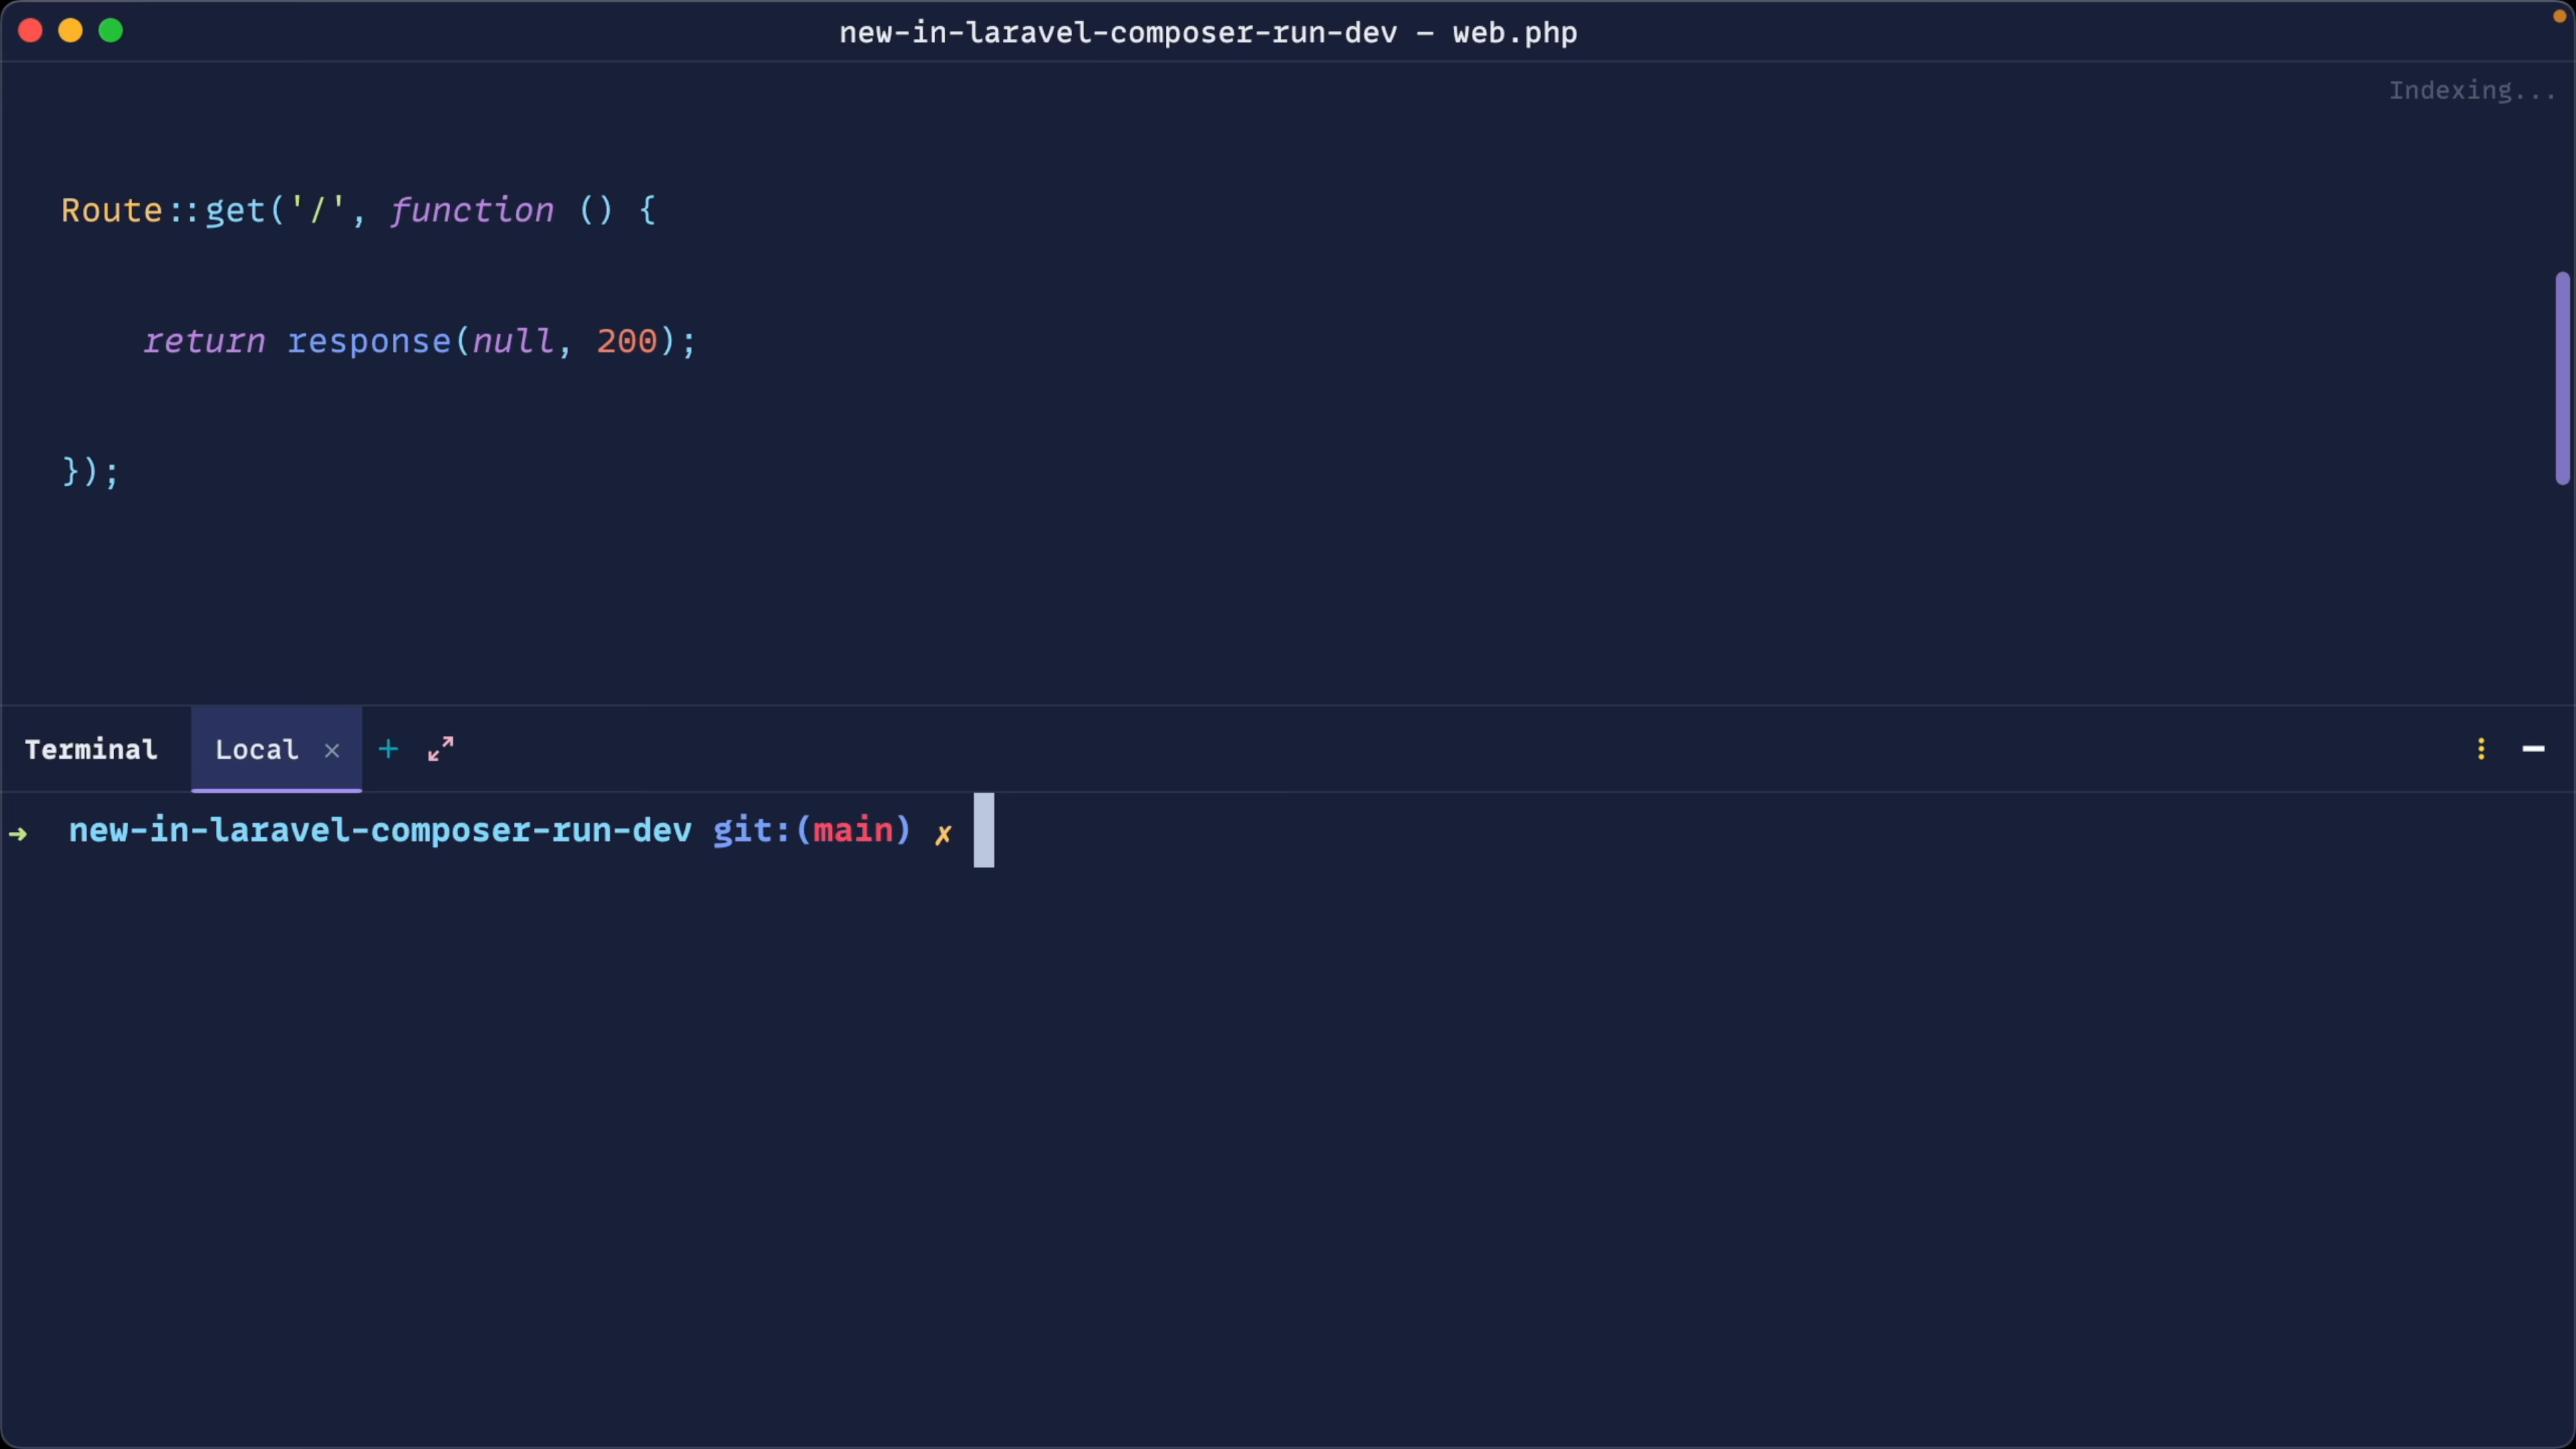 new-in-laravel-composer-run-dev – web.php
Indexing...
Route::get('/', function () {
return response(null, 200);
});
Terminal Local × +
→ new-in-laravel-composer-run-dev git:(main) ✗